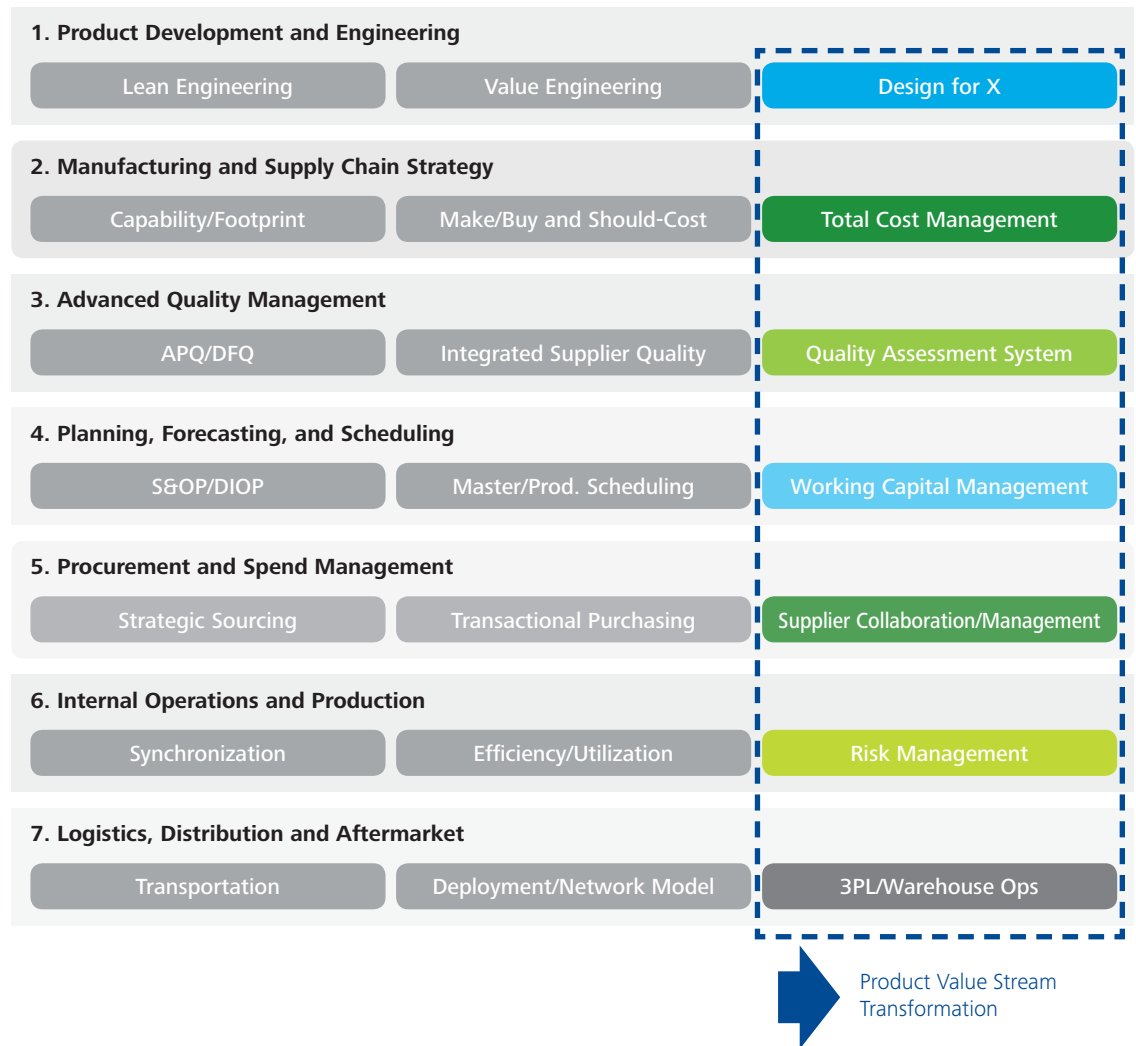 1. Product Development and Engineering
Lean Engineering
Value Engineering
Design for X
2. Manufacturing and Supply Chain Strategy
Capability/Footprint
Make/Buy and Should-Cost
Total Cost Management
3. Advanced Quality Management
APQ/DFQ
Integrated Supplier Quality
Quality Assessment System
4. Planning, Forecasting, and Scheduling
S&OP/DIOP
Master/Prod. Scheduling
Working Capital Management
5. Procurement and Spend Management
Strategic Sourcing
Transactional Purchasing
Supplier Collaboration/Management
6. Internal Operations and Production
Synchronization
Efficiency/Utilization
Risk Management
7. Logistics, Distribution and Aftermarket
Transportation
Deployment/Network Model
3PL/Warehouse Ops
Product Value Stream
Transformation